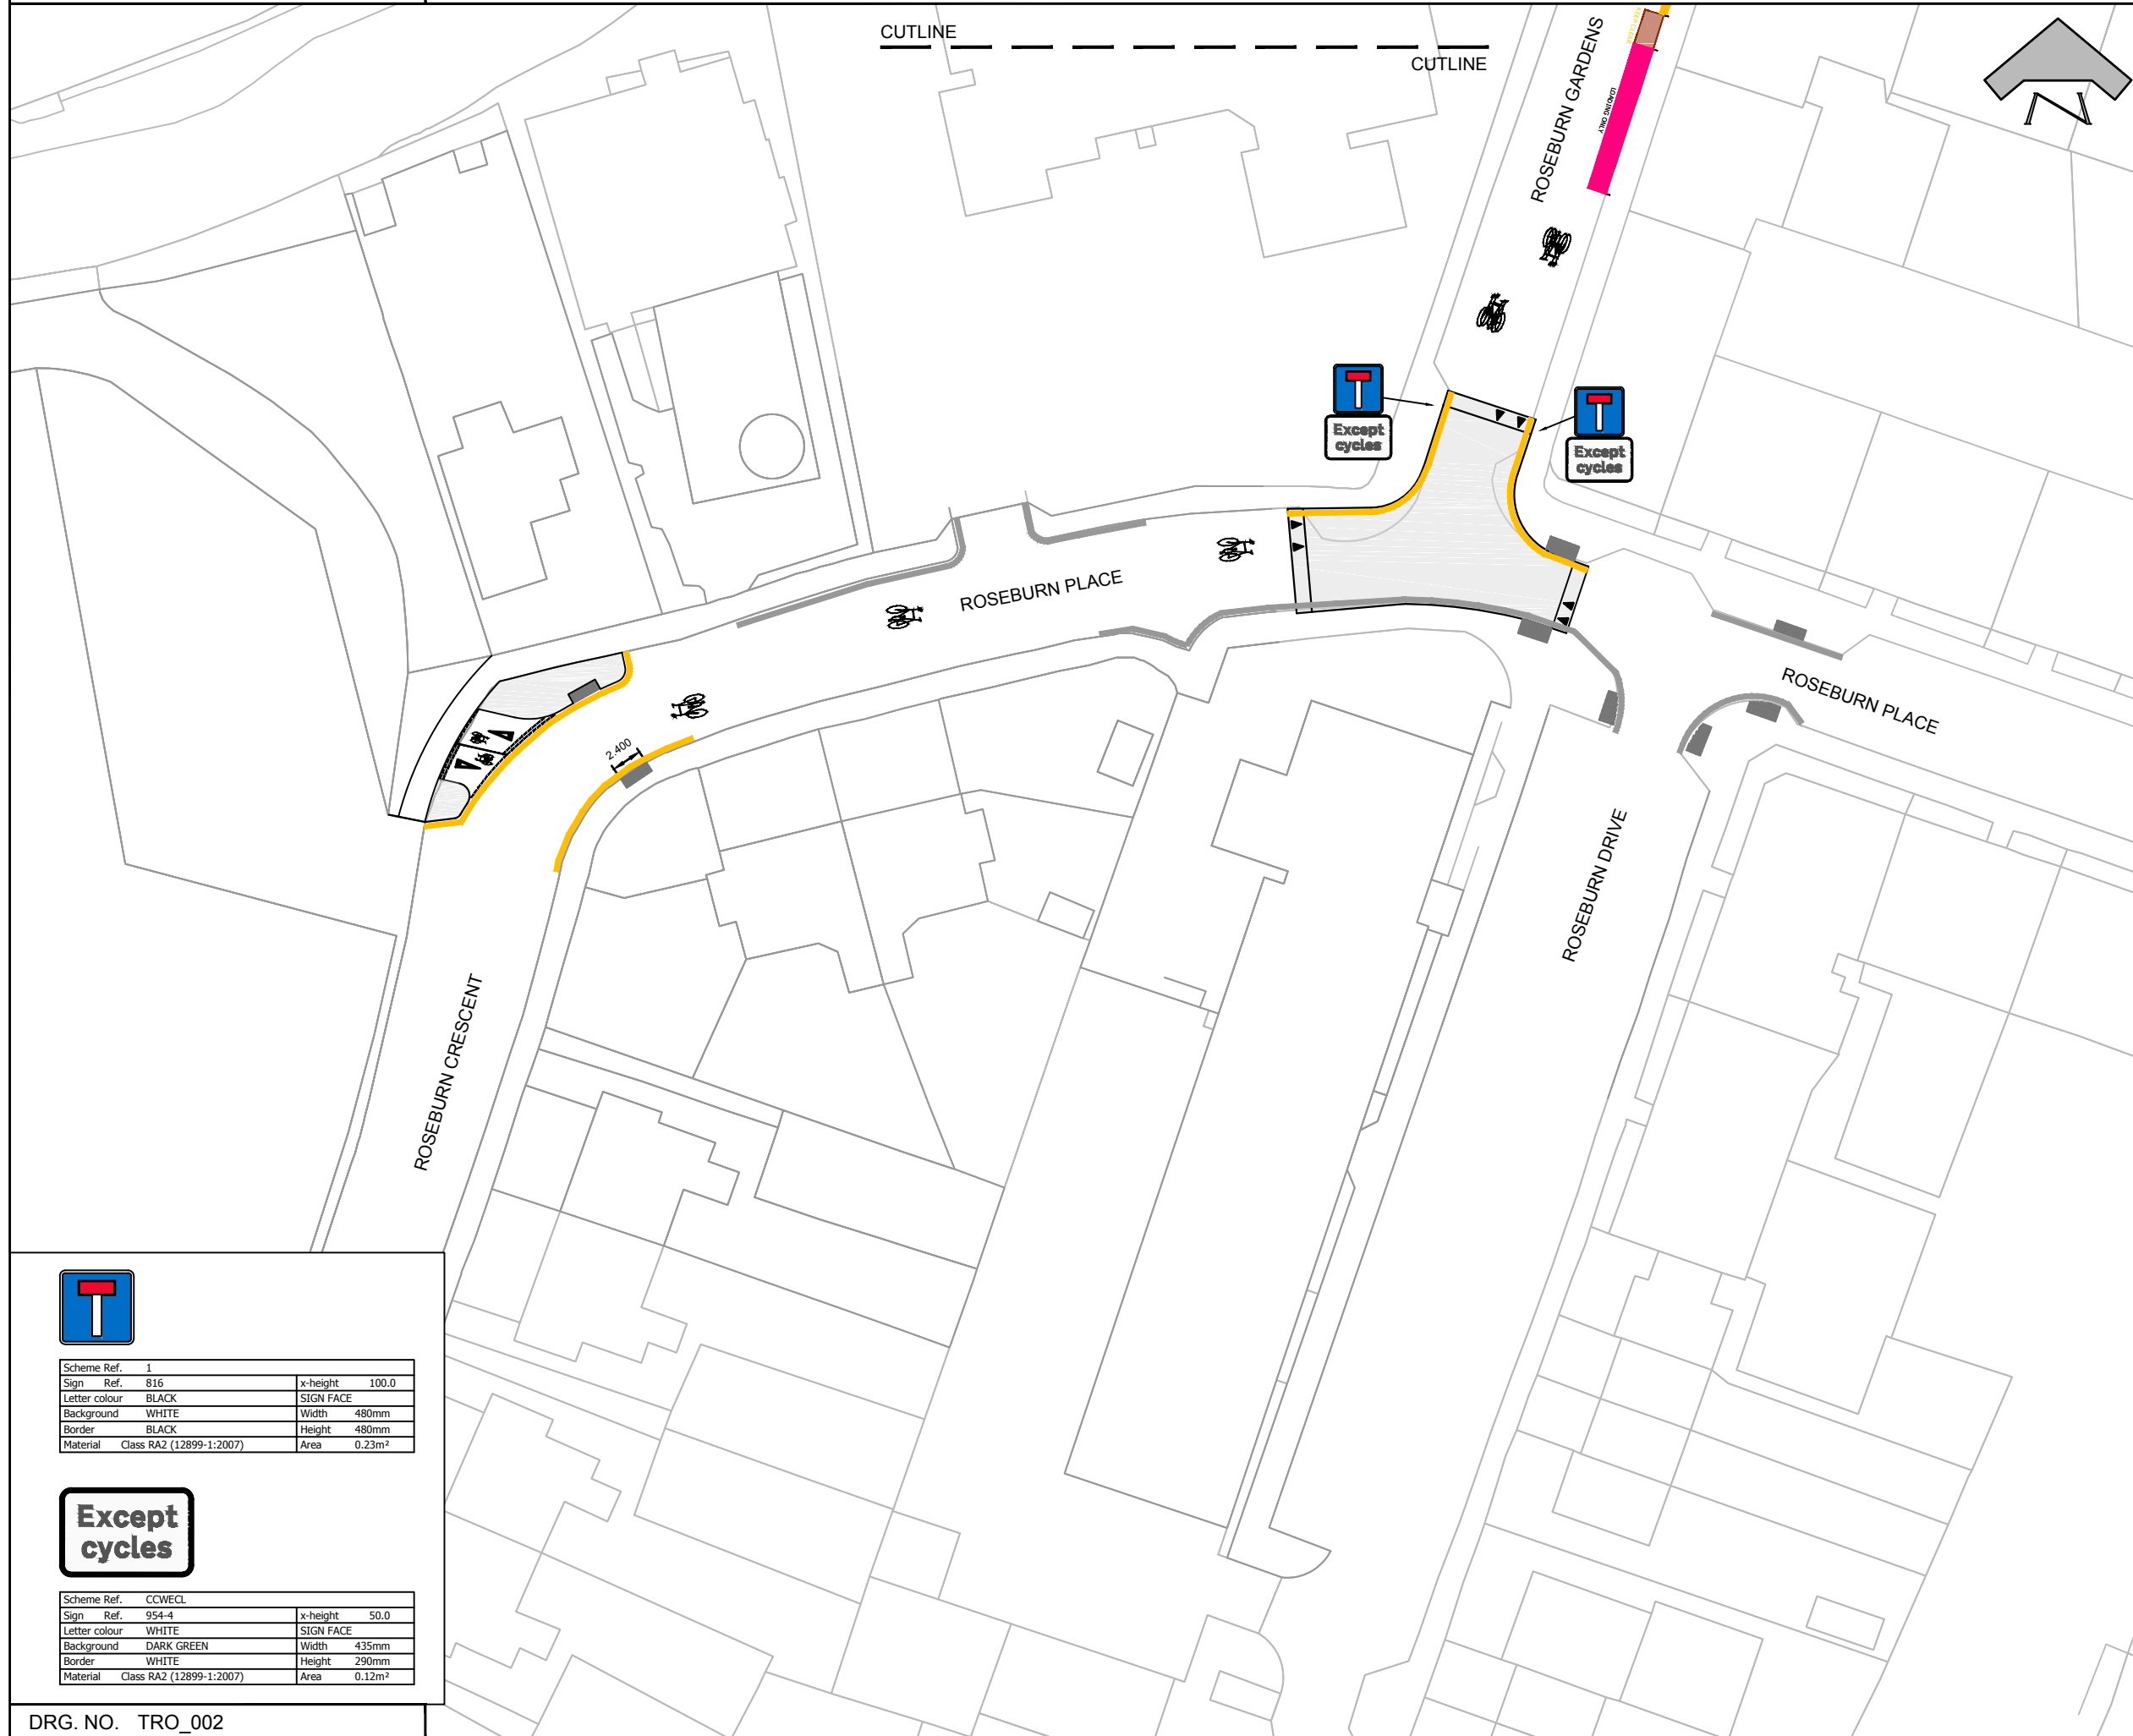 CUTLINE
CUTLINE
ROSEBURN GARDENS
LOADING ONLY
Except
cycles
Except
cycles
ROSEBURN PLACE
ROSEBURN PLACE
2.400
ROSEBURN DRIVE
ROSEBURN CRESCENT
Scheme Ref. 1
Sign Ref. 816 x-height 100.0
Letter colour BLACK SIGN FACE
Background WHITE Width 480mm
Border BLACK Height 480mm
Material Class RA2 (12899-1:2007) Area 0.23m²
Except
cycles
Scheme Ref. CCWECL
Sign Ref. 954-4 x-height 50.0
Letter colour WHITE SIGN FACE
Background DARK GREEN Width 435mm
Border WHITE Height 290mm
Material Class RA2 (12899-1:2007) Area 0.12m²
DRG. NO. TRO_002